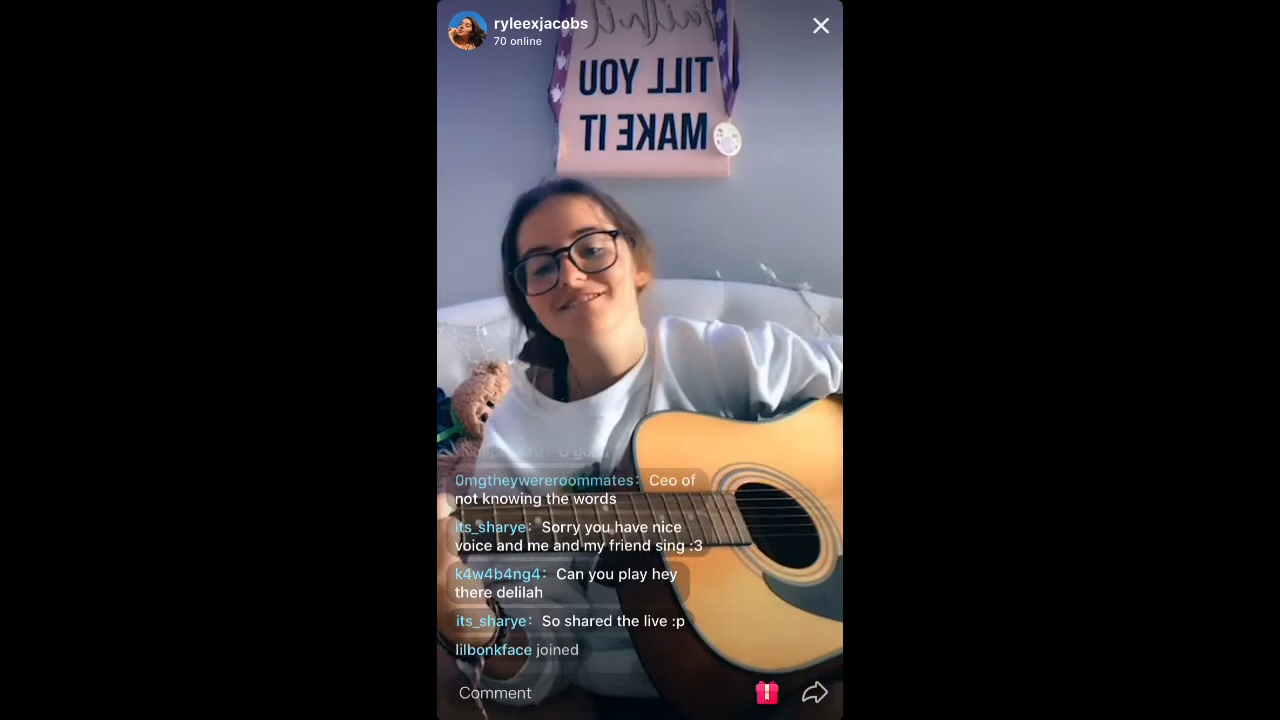 ryleexjacobs
70 online
faithil
TILL YOU
MAKE IT
0mgtheywereroommates: Ceo of
not knowing the words
its_sharye: Sorry you have nice
voice and me and my friend sing :3
k4w4b4ng4: Can you play hey
there delilah
its_sharye: So shared the live :p
lilbonkface joined
Comment